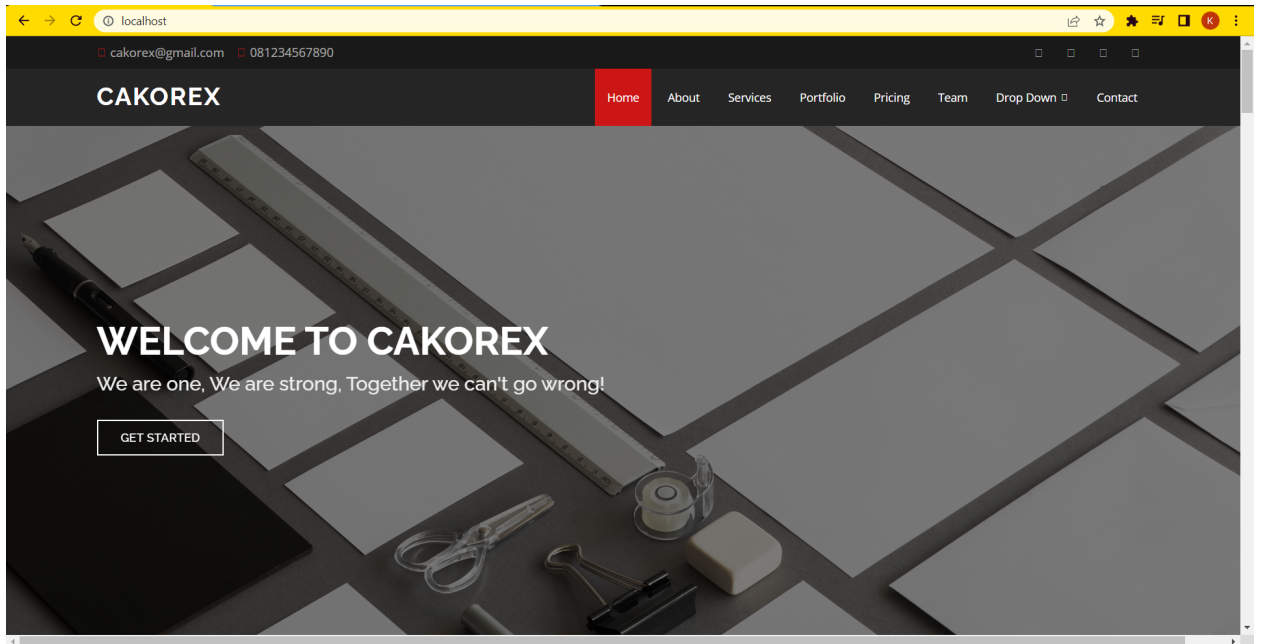 localhost
K
cakorex@gmail.com 081234567890
CAKOREX
Home About Services Portfolio Pricing Team Drop Down Contact
WELCOME TO CAKOREX
We are one, We are strong, Together we can't go wrong!
GET STARTED